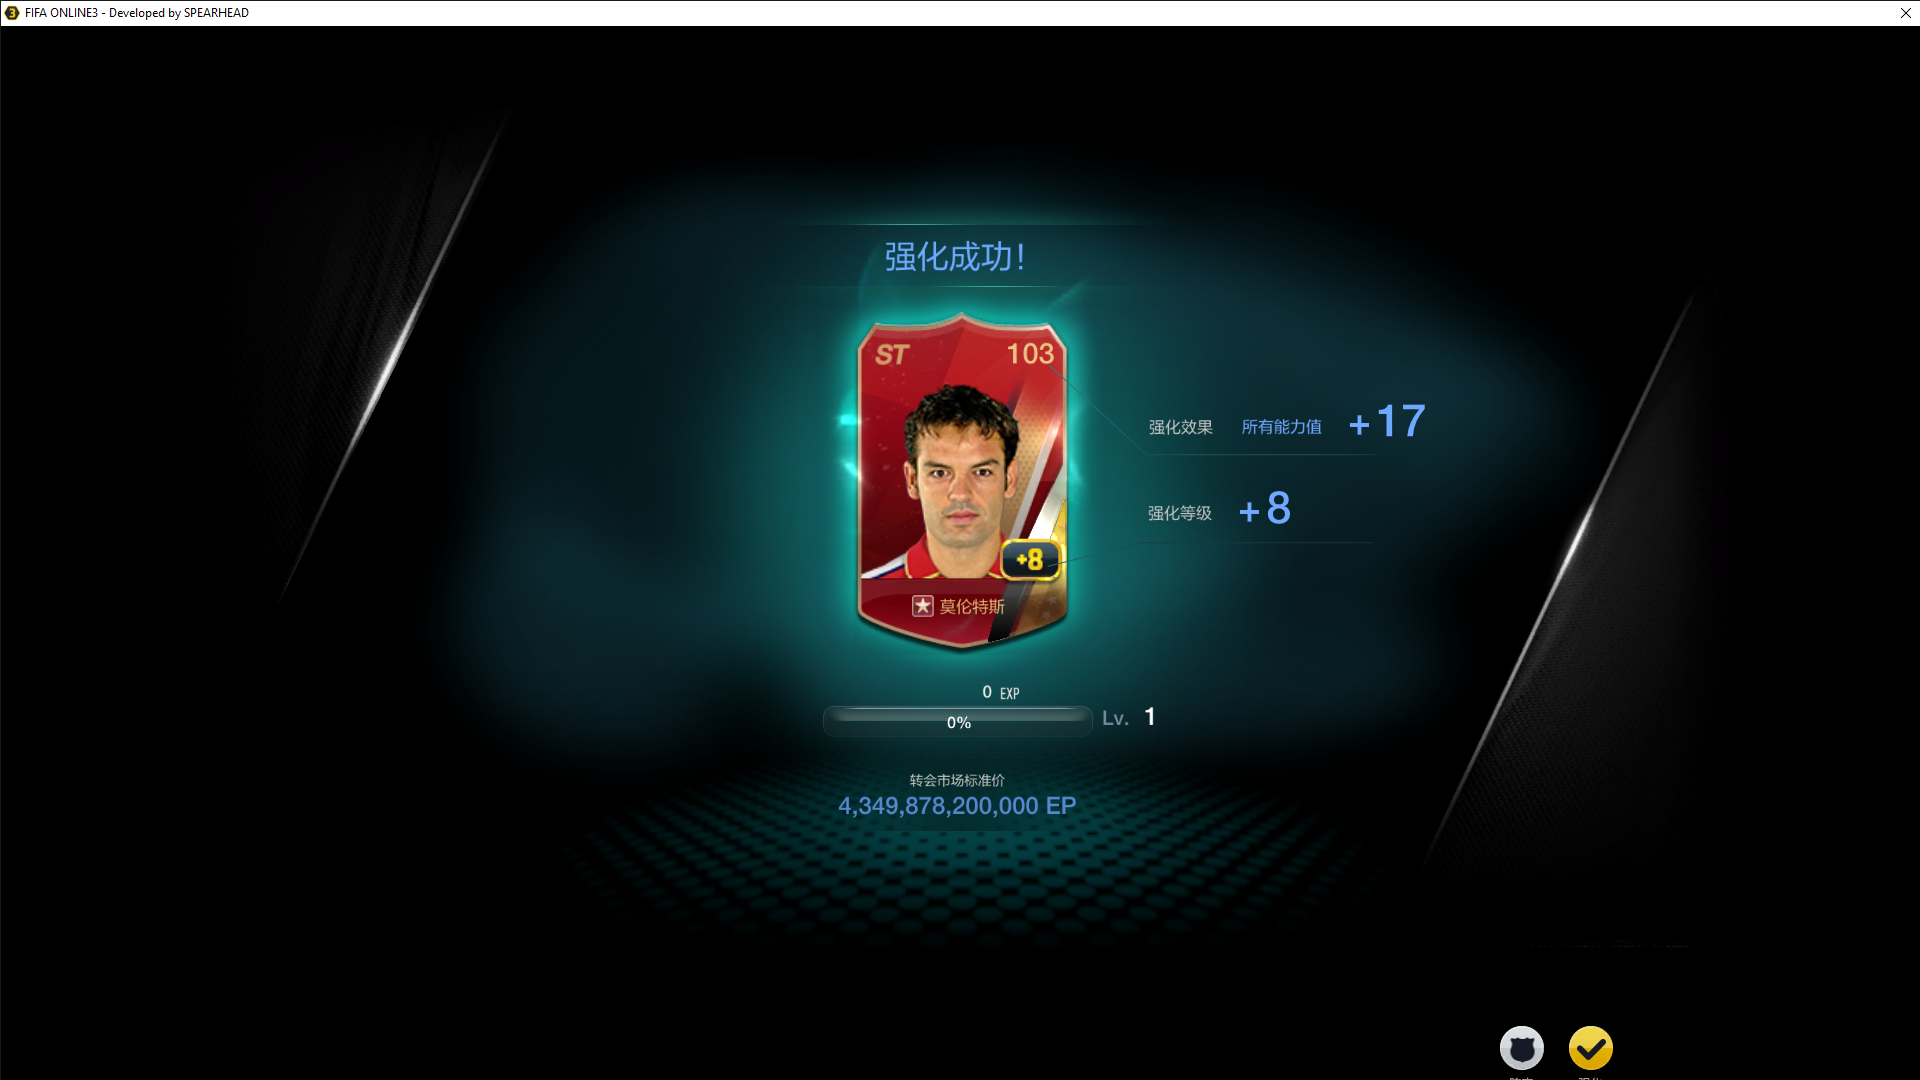 FIFA ONLINE3 - Developed by SPEARHEAD
强化成功!
ST 103
强化效果 所有能力值 +17
强化等级 +8
+8
莫伦特斯
0 EXP
0% Lv. 1
转会市场标准价
4,349,878,200,000 EP